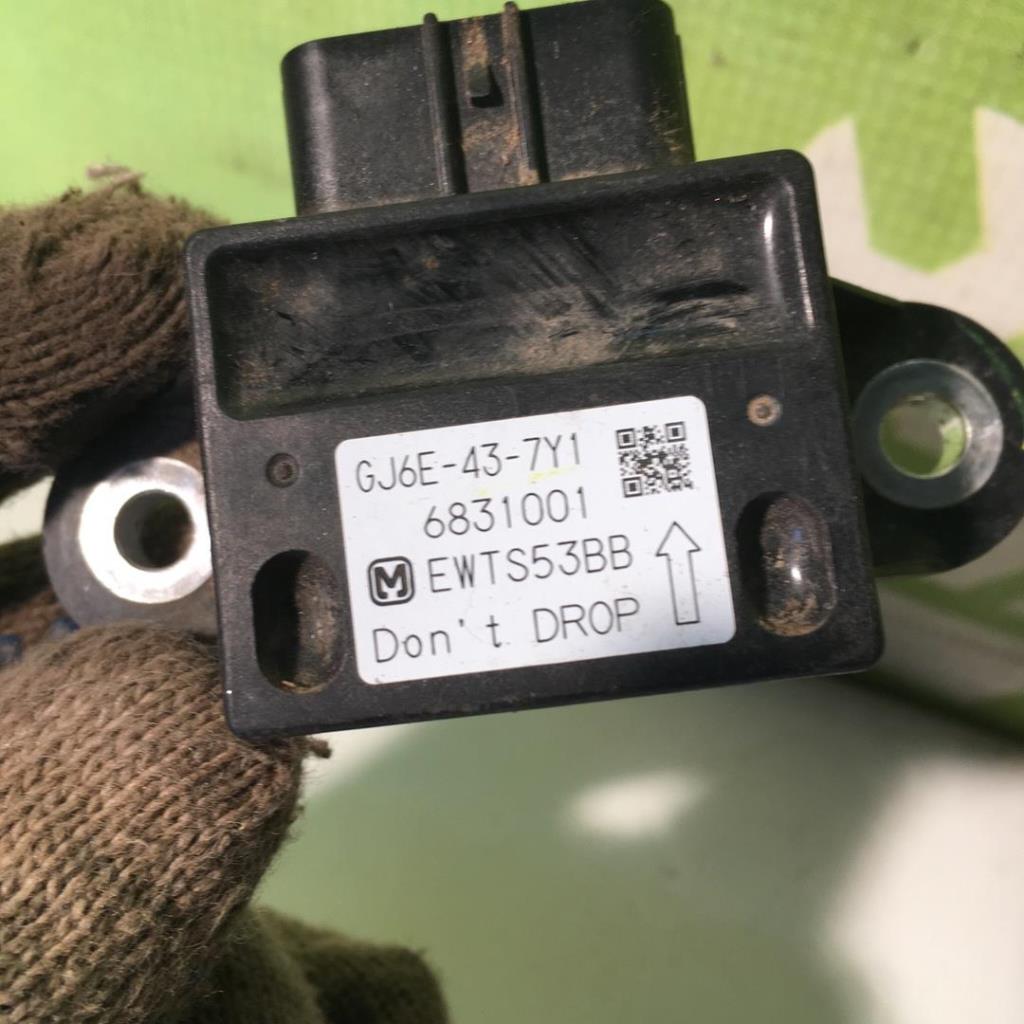 GJ6E-43-7Y1
6831001
M EWTS53BB
Don't DROP